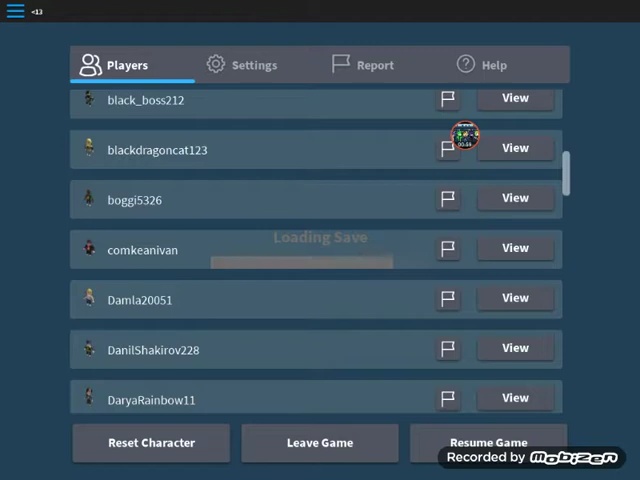 <13
Players
Settings
Report
Help
black_boss212
View
blackdragoncat123
View
boggi5326
View
Loading Save
comkeanivan
View
Damla20051
View
DanilShakirov228
View
DaryaRainbow11
View
Reset Character
Leave Game
Resume Game
Recorded by Mobizen